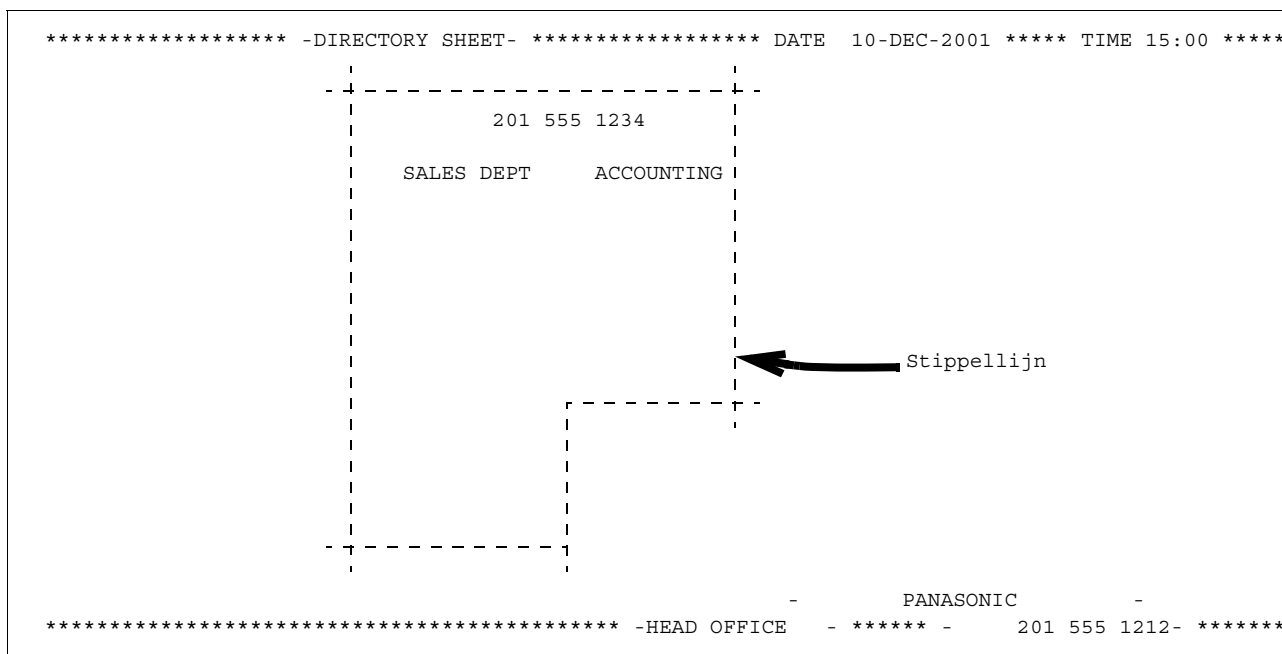 ******************* -DIRECTORY SHEET- ****************** DATE  10-DEC-2001 ***** TIME 15:00 *****
201 555 1234
SALES DEPT     ACCOUNTING
Stippellijn
-        PANASONIC         -
********************************************* -HEAD OFFICE   - ****** -     201 555 1212- *******